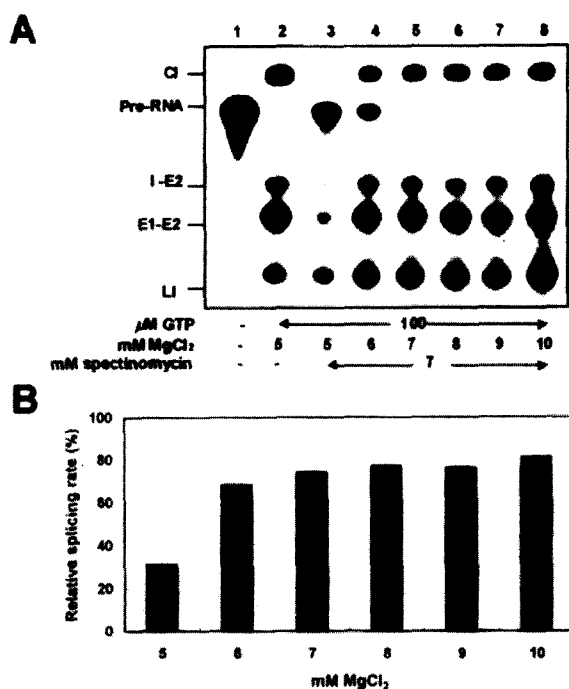 A
1 2 3 4 5 6 7 8
CI
Pre-RNA
I-E2
E1-E2
LI
µM GTP - 100
mM MgCl₂ - 5 5 6 7 8 9 10
mM spectinomycin - - 7
B
Relative splicing rate (%)
100
80
60
40
20
0
5 6 7 8 9 10
mM MgCl₂